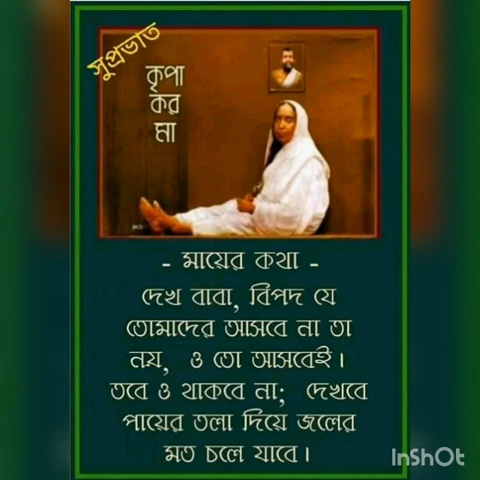 সুপ্রভাত
কৃপা
কর
মা
- মায়ের কথা -
দেখ বাবা, বিপদ যে
তোমাদের আসবে না তা
নয়, ও তো আসবেই।
তবে ও থাকবে না; দেখবে
পায়ের তলা দিয়ে জলের
মত চলে যাবে।
InShOt